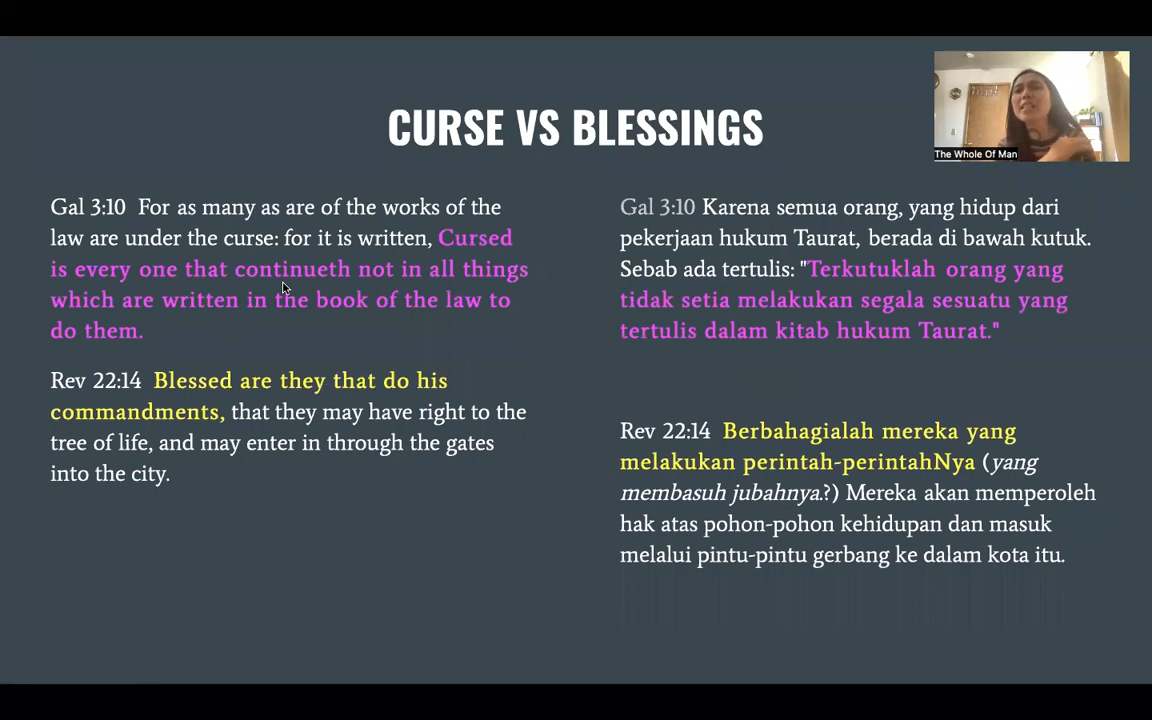 CURSE VS BLESSINGS
The Whole Of Man
Gal 3:10  For as many as are of the works of the
law are under the curse: for it is written, Cursed
is every one that continueth not in all things
which are written in the book of the law to
do them.
Rev 22:14  Blessed are they that do his
commandments, that they may have right to the
tree of life, and may enter in through the gates
into the city.
Gal 3:10 Karena semua orang, yang hidup dari
pekerjaan hukum Taurat, berada di bawah kutuk.
Sebab ada tertulis: "Terkutuklah orang yang
tidak setia melakukan segala sesuatu yang
tertulis dalam kitab hukum Taurat."
Rev 22:14  Berbahagialah mereka yang
melakukan perintah-perintahNya (yang
membasuh jubahnya.?) Mereka akan memperoleh
hak atas pohon-pohon kehidupan dan masuk
melalui pintu-pintu gerbang ke dalam kota itu.